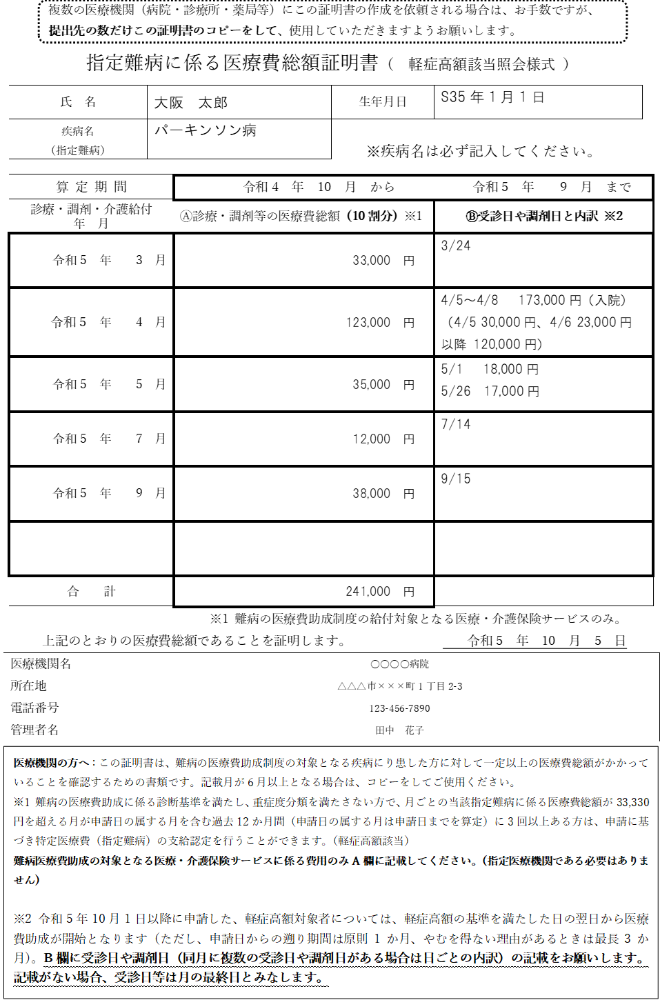 複数の医療機関（病院・診療所・薬局等）にこの証明書の作成を依頼される場合は、お手数ですが、
提出先の数だけこの証明書のコピーをして、使用していただきますようお願いします。
指定難病に係る医療費総額証明書（　軽症高額該当照会様式 ）
氏　名　大阪　太郎　生年月日　S35 年 1 月 1 日
疾病名　パーキンソン病
（指定難病）　※疾病名は必ず記入してください。
算 定 期 間　令和 4　年　10　月　から　令和 5　年　9　月　まで
診療・調剤・介護給付
年　月　Ⓐ診療・調剤等の医療費総額（10 割分）※1　Ⓑ受診日や調剤日と内訳 ※2
3/24
令和 5　年　3　月　33,000　円
4/5～4/8　173,000 円（入院）
令和 5　年　4　月　123,000　円　（4/5 30,000 円、4/6 23,000 円
以降 120,000 円）
5/1　18,000 円
令和 5　年　5　月　35,000　円
5/26　17,000 円
7/14
令和 5　年　7　月　12,000　円
9/15
令和 5　年　9　月　38,000　円
合　計　241,000　円
※1 難病の医療費助成制度の給付対象となる医療・介護保険サービスのみ。
上記のとおりの医療費総額であることを証明します。　令和 5　年　10　月　5　日
医療機関名　○○○○病院
所在地　△△△市×××町 1 丁目 2-3
電話番号　123-456-7890
管理者名　田中　花子
医療機関の方へ：この証明書は、難病の医療費助成制度の対象となる疾病にり患した方に対して一定以上の医療費総額がかかって
いることを確認するための書類です。記載月が 6 月以上となる場合は、コピーをしてご使用ください。
※1 難病の医療費助成に係る診断基準を満たし、重症度分類を満たさない方で、月ごとの当該指定難病に係る医療費総額が 33,330
円を超える月が申請日の属する月を含む過去 12 か月間（申請日の属する月は申請日までを算定）に 3 回以上ある方は、申請に基
づき特定医療費（指定難病）の支給認定を行うことができます。（軽症高額該当）
難病医療費助成の対象となる医療・介護保険サービスに係る費用のみ A 欄に記載してください。（指定医療機関である必要はありま
せん）
※2 令和 5 年 10 月 1 日以降に申請した、軽症高額対象者については、軽症高額の基準を満たした日の翌日から医療
費助成が開始となります（ただし、申請日からの遡り期間は原則 1 か月、やむを得ない理由があるときは最長 3 か
月）。B 欄に受診日や調剤日（同月に複数の受診日や調剤日がある場合は日ごとの内訳）の記載をお願いします。
記載がない場合、受診日等は月の最終日とみなします。